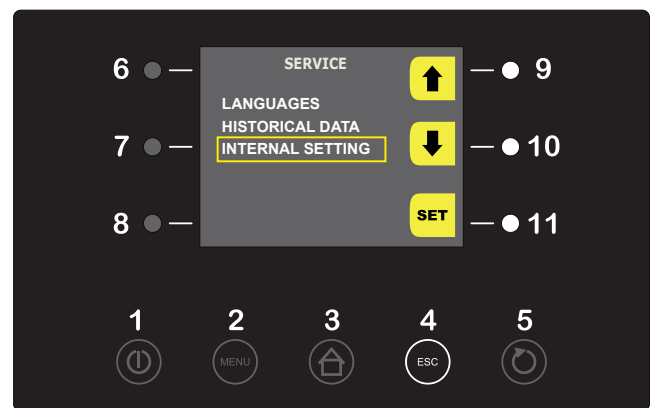 SERVICE
6
9
LANGUAGES
HISTORICAL DATA
7
INTERNAL SETTING
10
SET
8
11
1 2 3 4 5
MENU
ESC